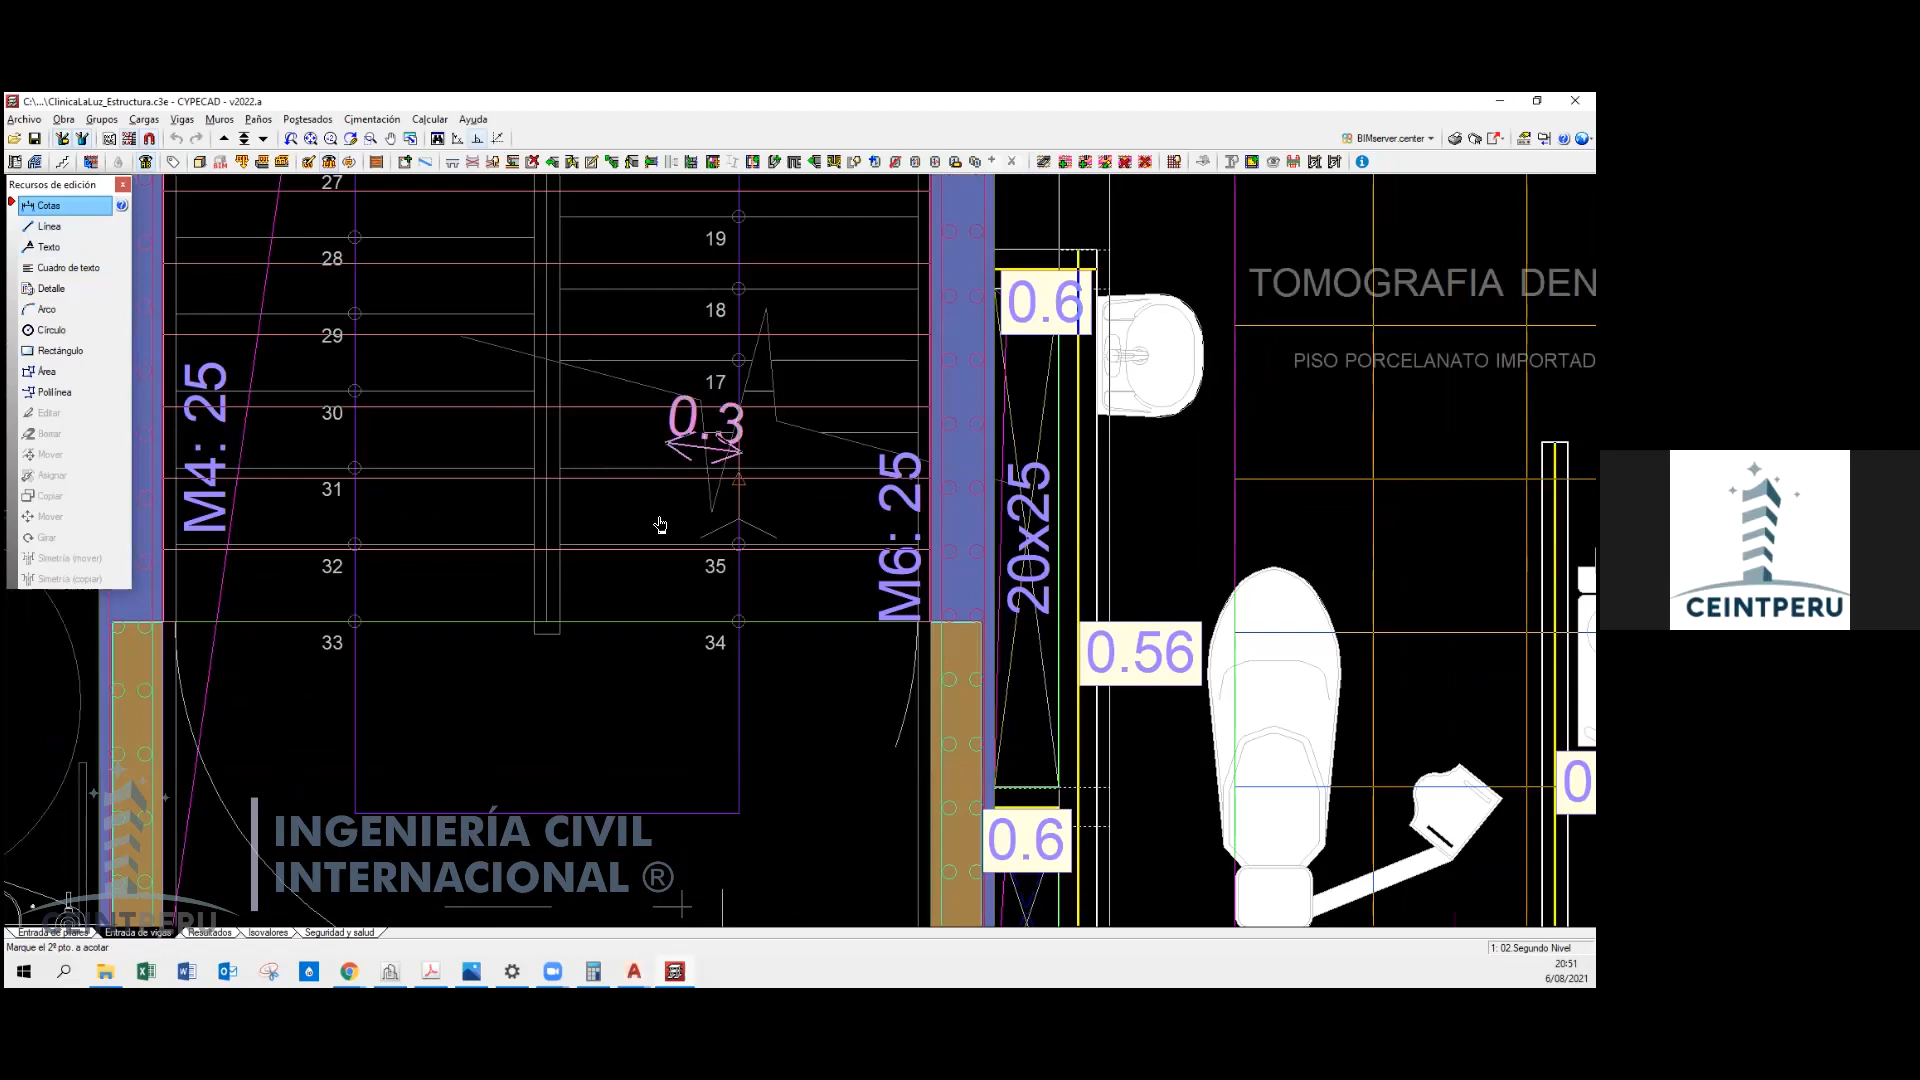 C:\...\ClinicaLaLuz_Estructura.c3e - CYPECAD - v2022.a
Archivo Obra Grupos Cargas Vigas Muros Paños Postesados Cimentación Calcular Ayuda
BIMserver.center
Recursos de edición
Cotas
Línea
Texto
Cuadro de texto
Detalle
Arco
Círculo
Rectángulo
Área
Polilínea
Editar
Borrar
Mover
Asignar
Copiar
Mover
Girar
Simetría (mover)
Simetría (copiar)
27
28
29
30
31
32
33
19
18
17
35
34
0.3
M4: 25
M6: 25
20x25
0.6
0.56
0.6
0
TOMOGRAFIA DEN
PISO PORCELANATO IMPORTAD
INGENIERÍA CIVIL
INTERNACIONAL ®
CEINTPERU
CEINTPERU
Entrada de pilares Entrada de vigas Resultados Isovalores Seguridad y salud
Marque el 2º pto. a acotar
1: 02.Segundo Nivel
20:51
6/08/2021